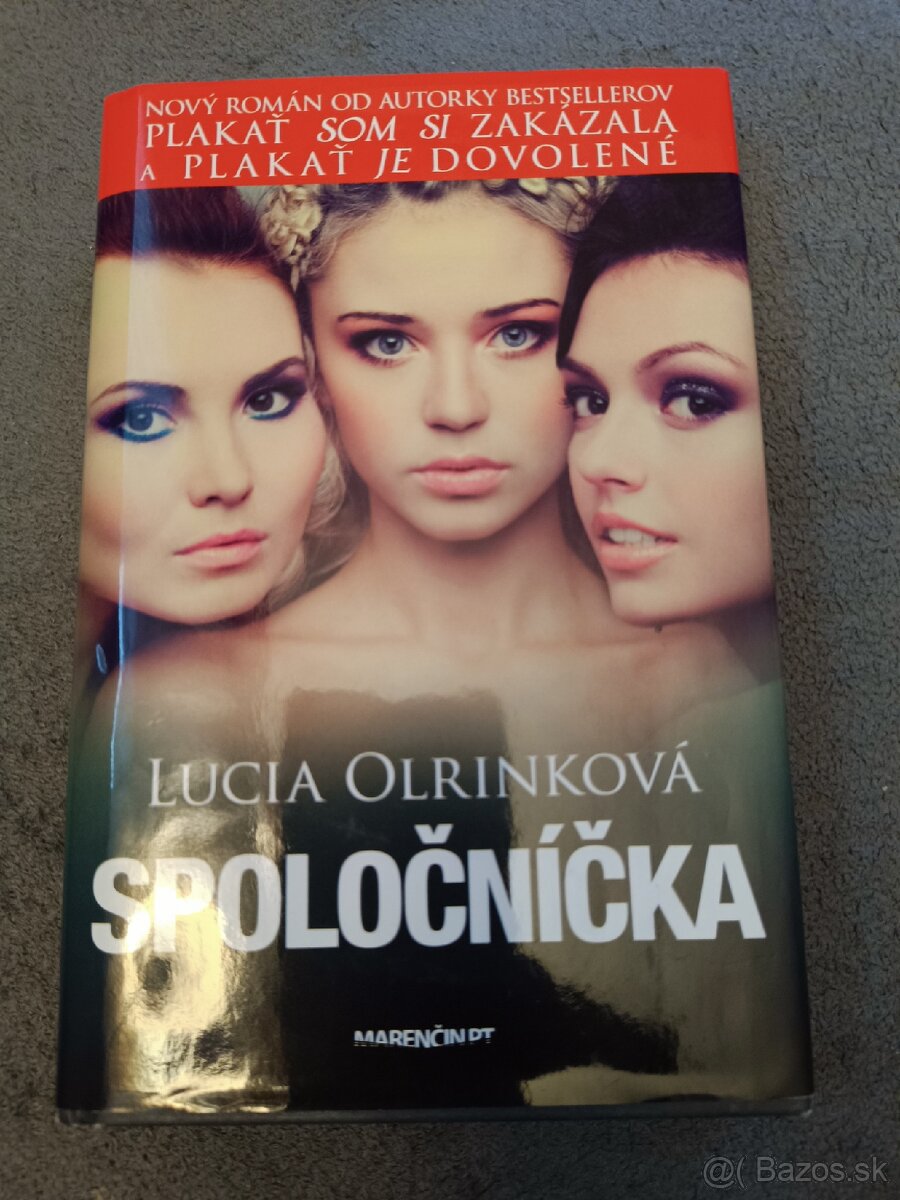 NOVÝ ROMÁN OD AUTORKY BESTSELLEROV
PLAKAŤ SOM SI ZAKÁZALA
A PLAKAŤ JE DOVOLENÉ
LUCIA OLRINKOVÁ
SPOLOČNÍČKA
MARENČIN PT
@( Bazos.sk